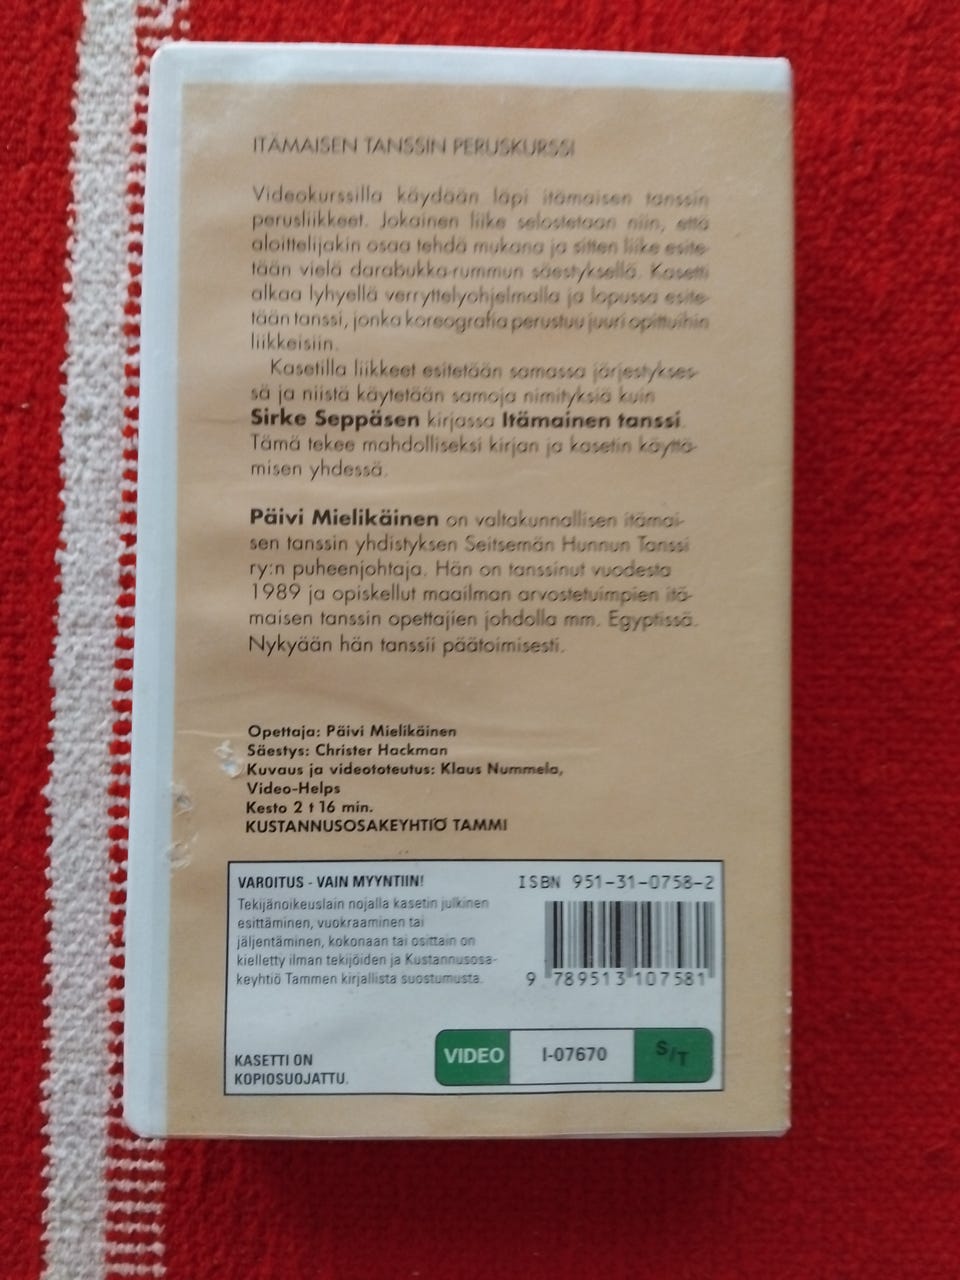 ITÄMAISEN TANSSIN PERUSKURSSI
Videokurssilla käydään läpi itämaisen tanssin
perusliikkeet. Jokainen liike selostetaan niin, että
aloittelijakin osaa tehdä mukana ja sitten liike esite-
tään vielä darabukka-rummun säestyksellä. Kasetti
alkaa lyhyellä verryttelyohjelmalla ja lopussa esite-
tään tanssi, jonka koreografia perustuu juuri opittuihin
liikkeisiin.
Kasetilla liikkeet esitetään samassa järjestykses-
sä ja niistä käytetään samoja nimityksiä kuin
Sirke Seppäsen kirjassa Itämainen tanssi.
Tämä tekee mahdolliseksi kirjan ja kasetin käyttä-
misen yhdessä.
Päivi Mielikäinen on valtakunnallisen itämai-
sen tanssin yhdistyksen Seitsemän Hunnun Tanssi
ry:n puheenjohtaja. Hän on tanssinut vuodesta
1989 ja opiskellut maailman arvostetuimpien itä-
maisen tanssin opettajien johdolla mm. Egyptissä.
Nykyään hän tanssii päätoimisesti.
Opettaja: Päivi Mielikäinen
Säestys: Christer Hackman
Kuvaus ja videototeutus: Klaus Nummela,
Video-Helps
Kesto 2 t 16 min.
KUSTANNUSOSAKEYHTIÖ TAMMI
VAROITUS - VAIN MYYNTIIN!
Tekijänoikeuslain nojalla kasetin julkinen
esittäminen, vuokraaminen tai
jäljentäminen, kokonaan tai osittain on
kielletty ilman tekijöiden ja Kustannusosa-
keyhtiö Tammen kirjallista suostumusta.
KASETTI ON
KOPIOSUOJATTU.
ISBN 951-31-0758-2
9 789513 107581
VIDEO I-07670 S/T